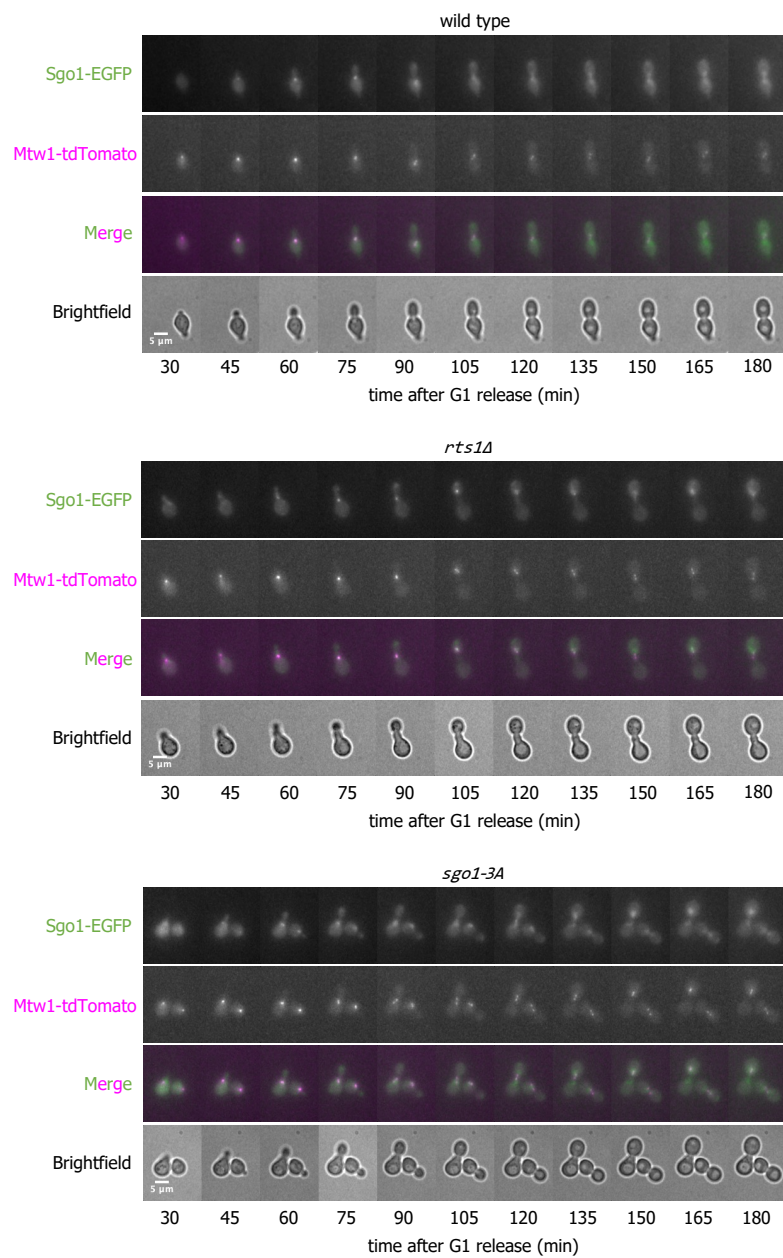 wild type
Sgo1-EGFP
Mtw1-tdTomato
Merge
Brightfield
5 μm
30 45 60 75 90 105 120 135 150 165 180
time after G1 release (min)
rts1Δ
Sgo1-EGFP
Mtw1-tdTomato
Merge
Brightfield
5 μm
30 45 60 75 90 105 120 135 150 165 180
time after G1 release (min)
sgo1-3A
Sgo1-EGFP
Mtw1-tdTomato
Merge
Brightfield
5 μm
30 45 60 75 90 105 120 135 150 165 180
time after G1 release (min)